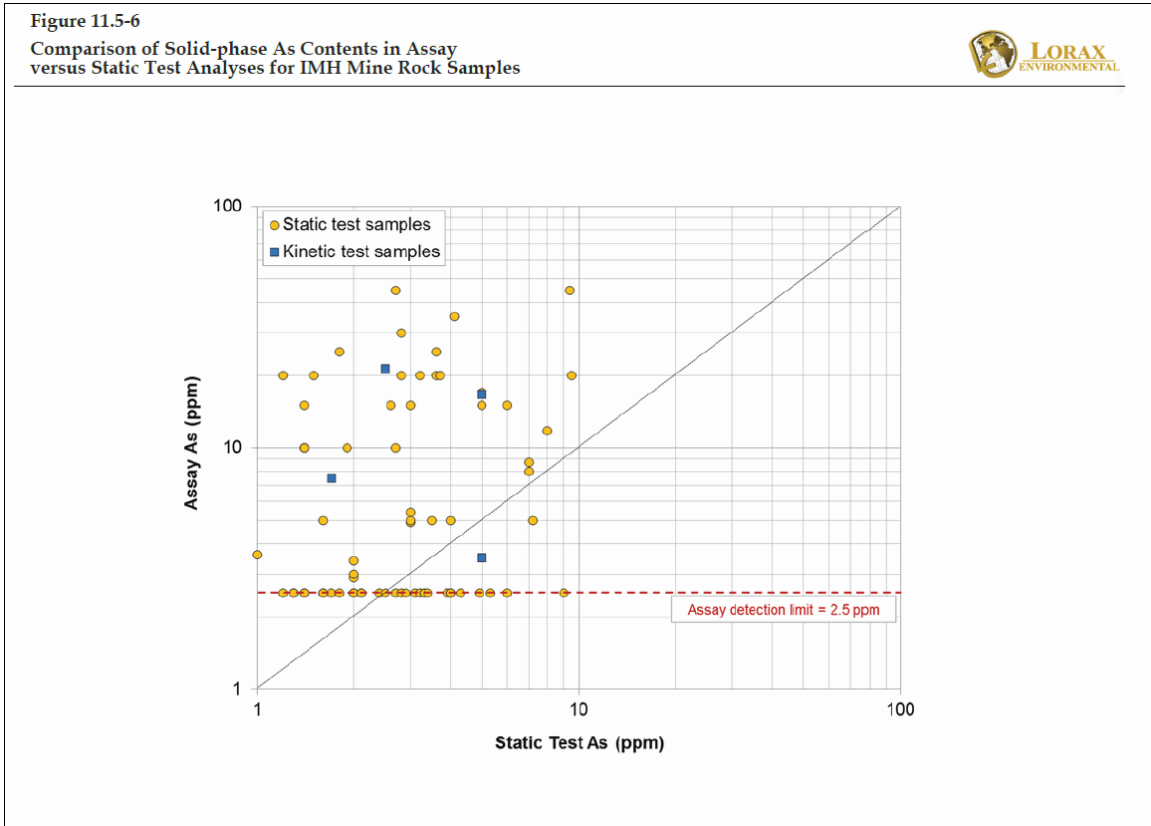 Figure 11.5-6
Comparison of Solid-phase As Contents in Assay
versus Static Test Analyses for IMH Mine Rock Samples
LORAX
ENVIRONMENTAL
100
Static test samples
Kinetic test samples
10
Assay As (ppm)
Assay detection limit = 2.5 ppm
1
1
10
100
Static Test As (ppm)